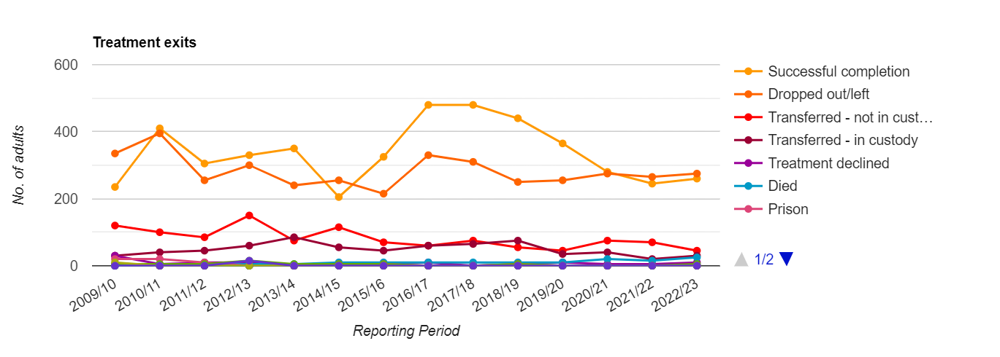 Treatment exits
600
400
200
0
No. of adults
2009/10
2010/11
2011/12
2012/13
2013/14
2014/15
2015/16
2016/17
2017/18
2018/19
2019/20
2020/21
2021/22
2022/23
Reporting Period
Successful completion
Dropped out/left
Transferred - not in cust…
Transferred - in custody
Treatment declined
Died
Prison
1/2